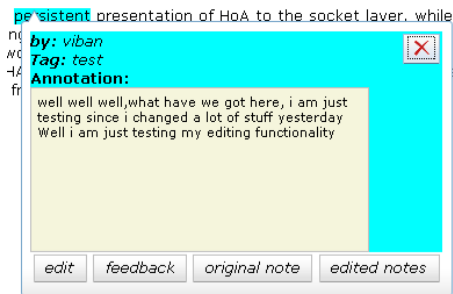 persistent presentation of HoA to the socket layer, while
by: viban
Tag: test
Annotation:
well well well,what have we got here, i am just
testing since i changed a lot of stuff yesterday
Well i am just testing my editing functionality
edit feedback original note edited notes